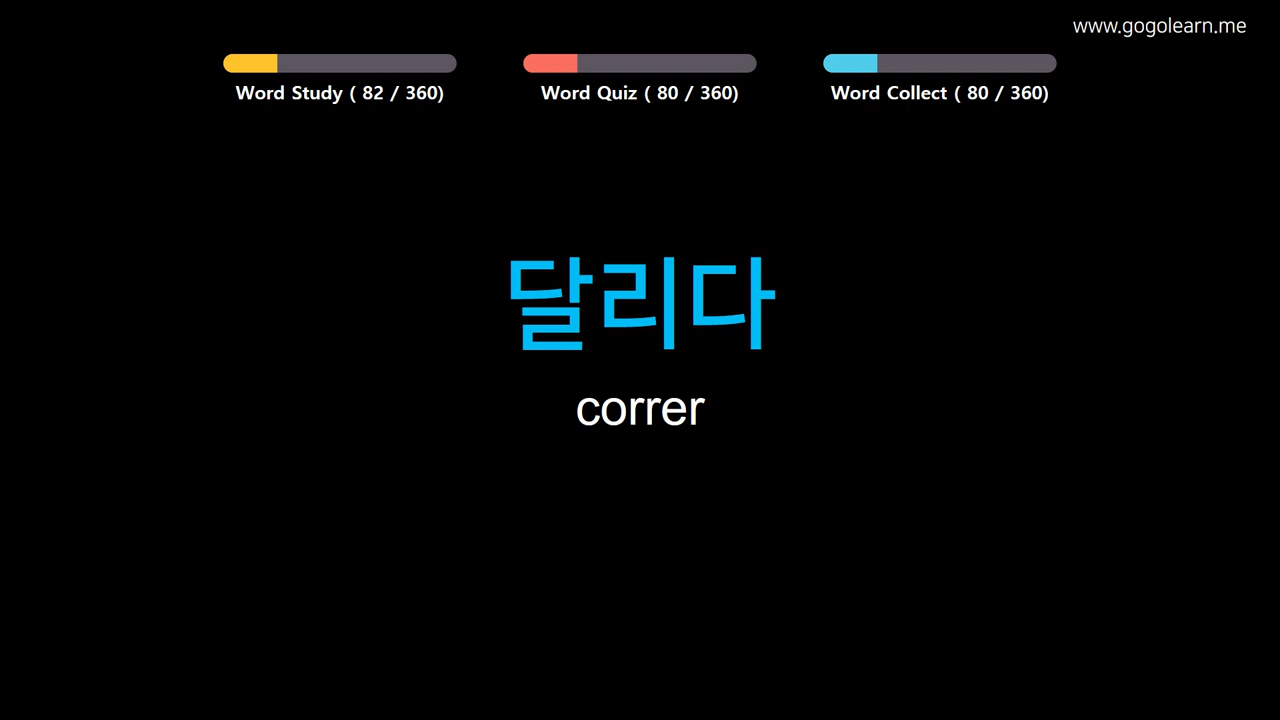 www.gogolearn.me
Word Study ( 82 / 360)
Word Quiz ( 80 / 360)
Word Collect ( 80 / 360)
달리다
correr